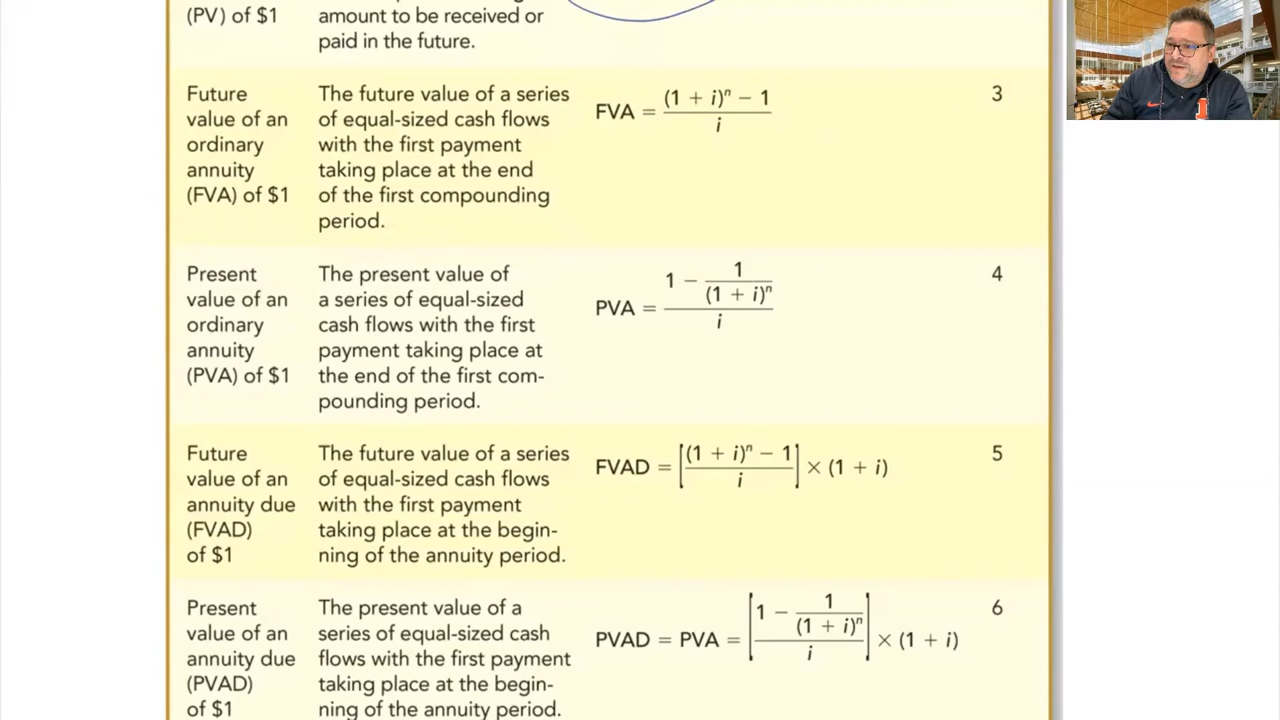 (PV) of $1
amount to be received or
paid in the future.
Future
value of an
ordinary
annuity
(FVA) of $1
The future value of a series
of equal-sized cash flows
with the first payment
taking place at the end
of the first compounding
period.
FVA = \frac{(1 + i)^n − 1}{i}
3
Present
value of an
ordinary
annuity
(PVA) of $1
The present value of
a series of equal-sized
cash flows with the first
payment taking place at
the end of the first com-
pounding period.
PVA = \frac{1 − \frac{1}{(1 + i)^n}}{i}
4
Future
value of an
annuity due
(FVAD)
of $1
The future value of a series
of equal-sized cash flows
with the first payment
taking place at the begin-
ning of the annuity period.
FVAD = [\frac{(1 + i)^n − 1}{i}] × (1 + i)
5
Present
value of an
annuity due
(PVAD)
of $1
The present value of a
series of equal-sized cash
flows with the first payment
taking place at the begin-
ning of the annuity period.
PVAD = PVA = [\frac{1 − \frac{1}{(1 + i)^n}}{i}] × (1 + i)
6